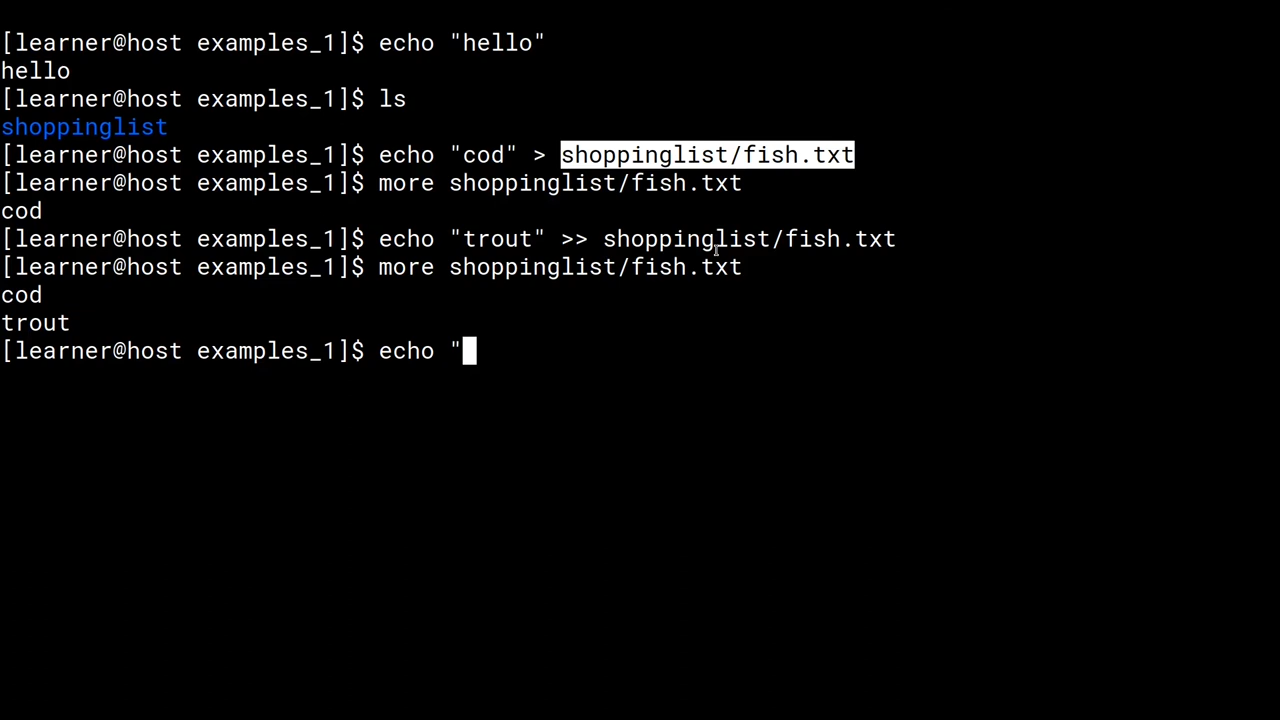 [learner@host examples_1]$ echo "hello"
hello
[learner@host examples_1]$ ls
shoppinglist
[learner@host examples_1]$ echo "cod" > shoppinglist/fish.txt
[learner@host examples_1]$ more shoppinglist/fish.txt
cod
[learner@host examples_1]$ echo "trout" >> shoppinglist/fish.txt
[learner@host examples_1]$ more shoppinglist/fish.txt
cod
trout
[learner@host examples_1]$ echo "